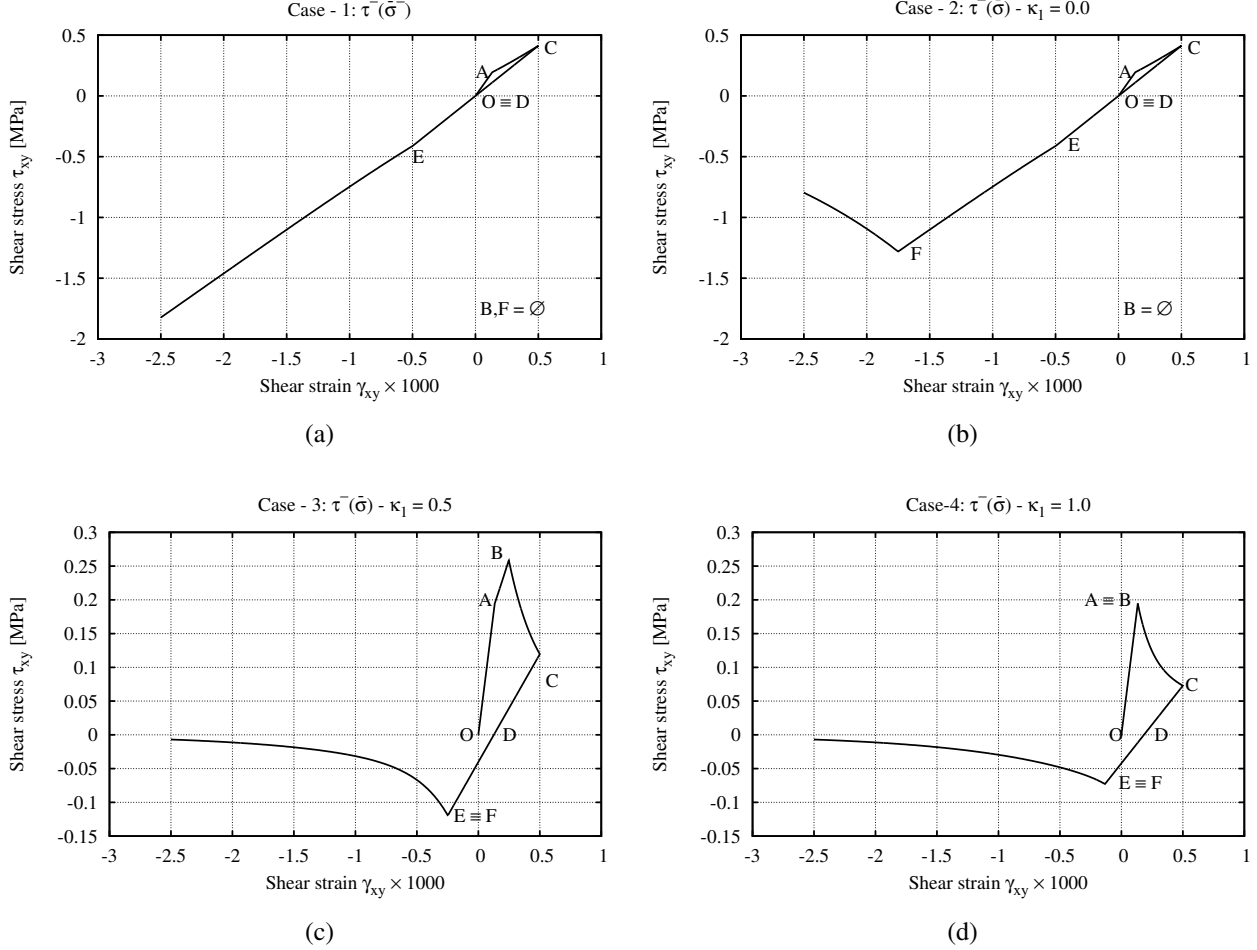 Case - 1: τ⁻(σ̄⁻)
0.5
0
-0.5
-1
-1.5
-2
Shear stress τxy [MPa]
A
C
O ≡ D
E
B,F = ∅
-3 -2.5 -2 -1.5 -1 -0.5 0 0.5 1
Shear strain γxy × 1000
(a)
Case - 2: τ⁻(σ̄) - κ1 = 0.0
0.5
0
-0.5
-1
-1.5
-2
Shear stress τxy [MPa]
A
C
O ≡ D
E
F
B = ∅
-3 -2.5 -2 -1.5 -1 -0.5 0 0.5 1
Shear strain γxy × 1000
(b)
Case - 3: τ⁻(σ̄) - κ1 = 0.5
0.3
0.25
0.2
0.15
0.1
0.05
0
-0.05
-0.1
-0.15
Shear stress τxy [MPa]
B
A
C
O
D
E ≡ F
-3 -2.5 -2 -1.5 -1 -0.5 0 0.5 1
Shear strain γxy × 1000
(c)
Case-4: τ⁻(σ̄) - κ1 = 1.0
0.3
0.25
0.2
0.15
0.1
0.05
0
-0.05
-0.1
-0.15
Shear stress τxy [MPa]
A ≡ B
C
O
D
E ≡ F
-3 -2.5 -2 -1.5 -1 -0.5 0 0.5 1
Shear strain γxy × 1000
(d)